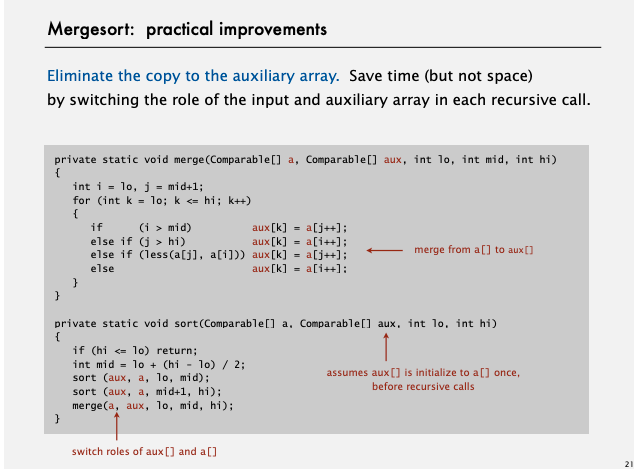 Mergesort: practical improvements
Eliminate the copy to the auxiliary array. Save time (but not space)
by switching the role of the input and auxiliary array in each recursive call.
private static void merge(Comparable[] a, Comparable[] aux, int lo, int mid, int hi)
{
int i = lo, j = mid+1;
for (int k = lo; k <= hi; k++)
{
if (i > mid) aux[k] = a[j++];
else if (j > hi) aux[k] = a[i++];
else if (less(a[j], a[i])) aux[k] = a[j++];
else aux[k] = a[i++];
}
}
merge from a[] to aux[]
private static void sort(Comparable[] a, Comparable[] aux, int lo, int hi)
{
if (hi <= lo) return;
int mid = lo + (hi - lo) / 2;
sort (aux, a, lo, mid);
sort (aux, a, mid+1, hi);
merge(a, aux, lo, mid, hi);
}
assumes aux[] is initialize to a[] once,
before recursive calls
switch roles of aux[] and a[]
21